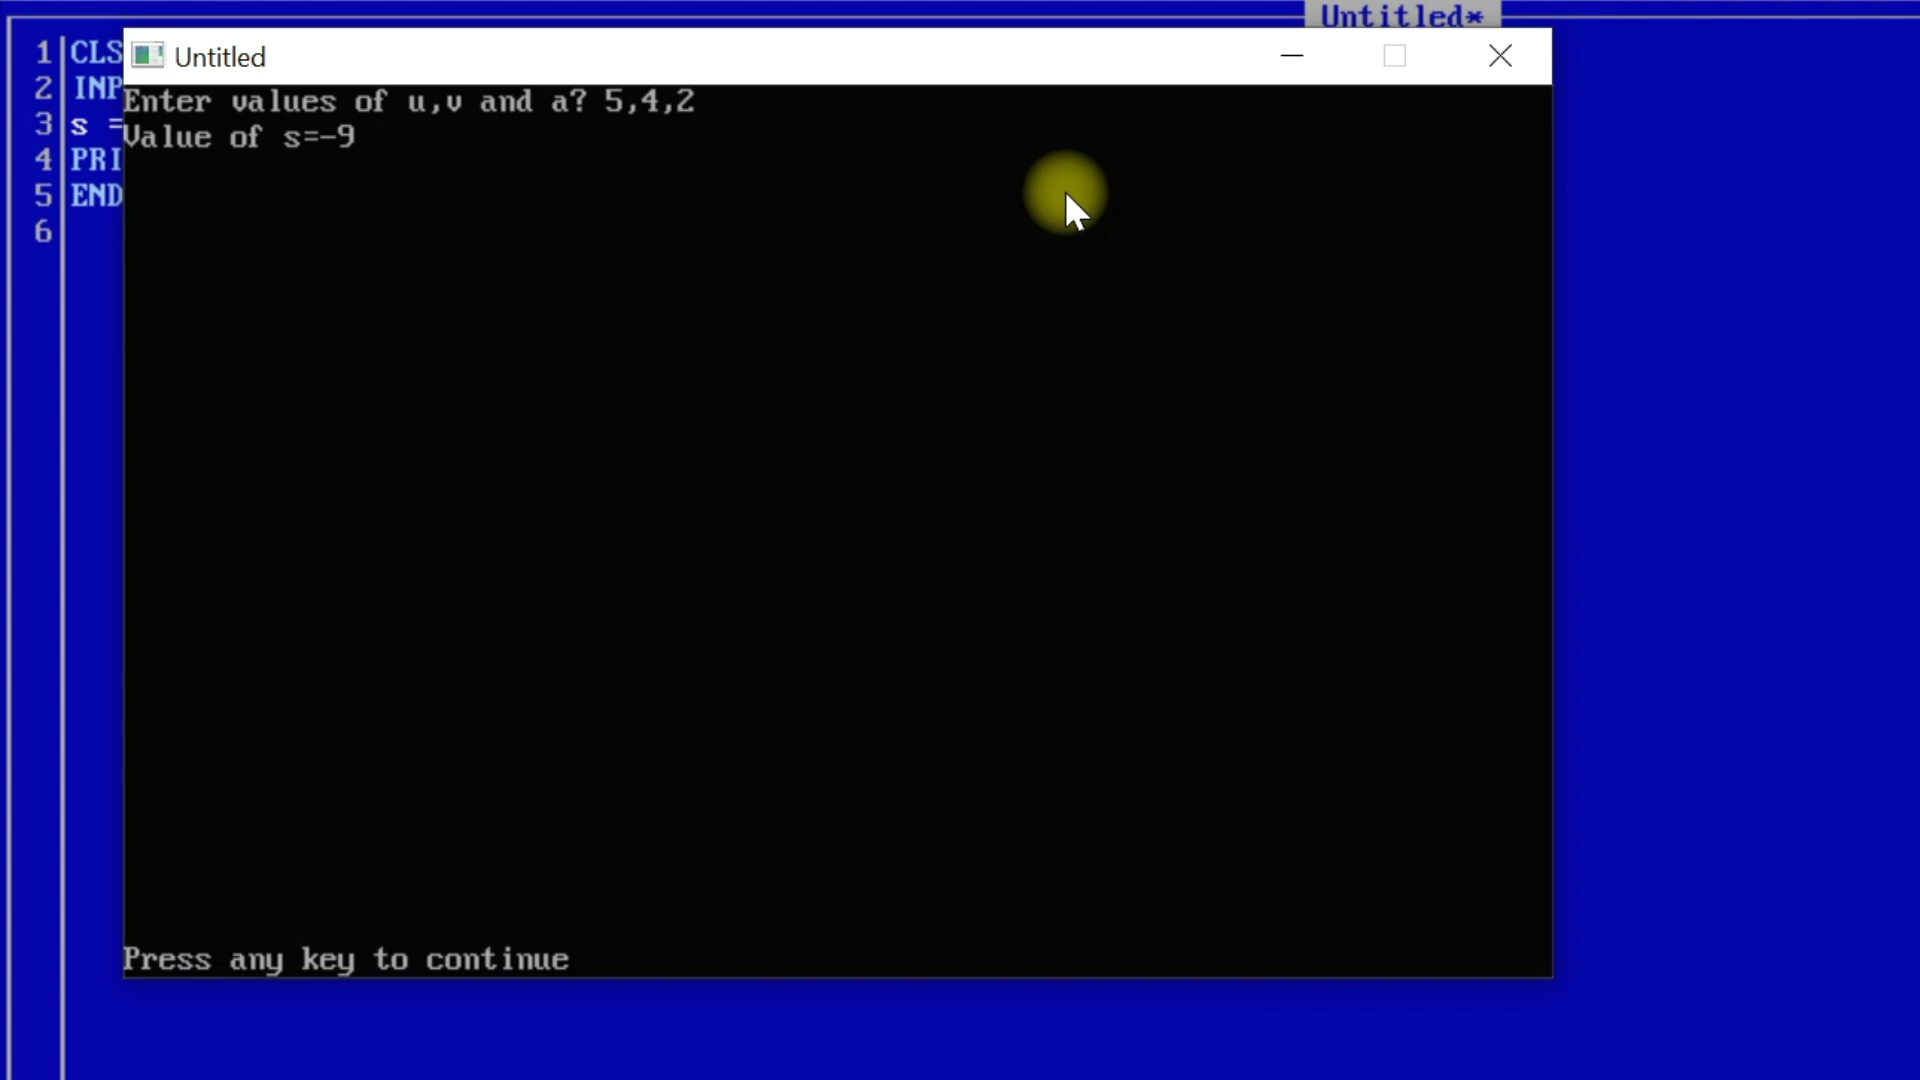 Untitled*
Untitled
1 CLS
2 INP
3 s =
4 PRI
5 END
6
Enter values of u,v and a? 5,4,2
Value of s=-9
Press any key to continue